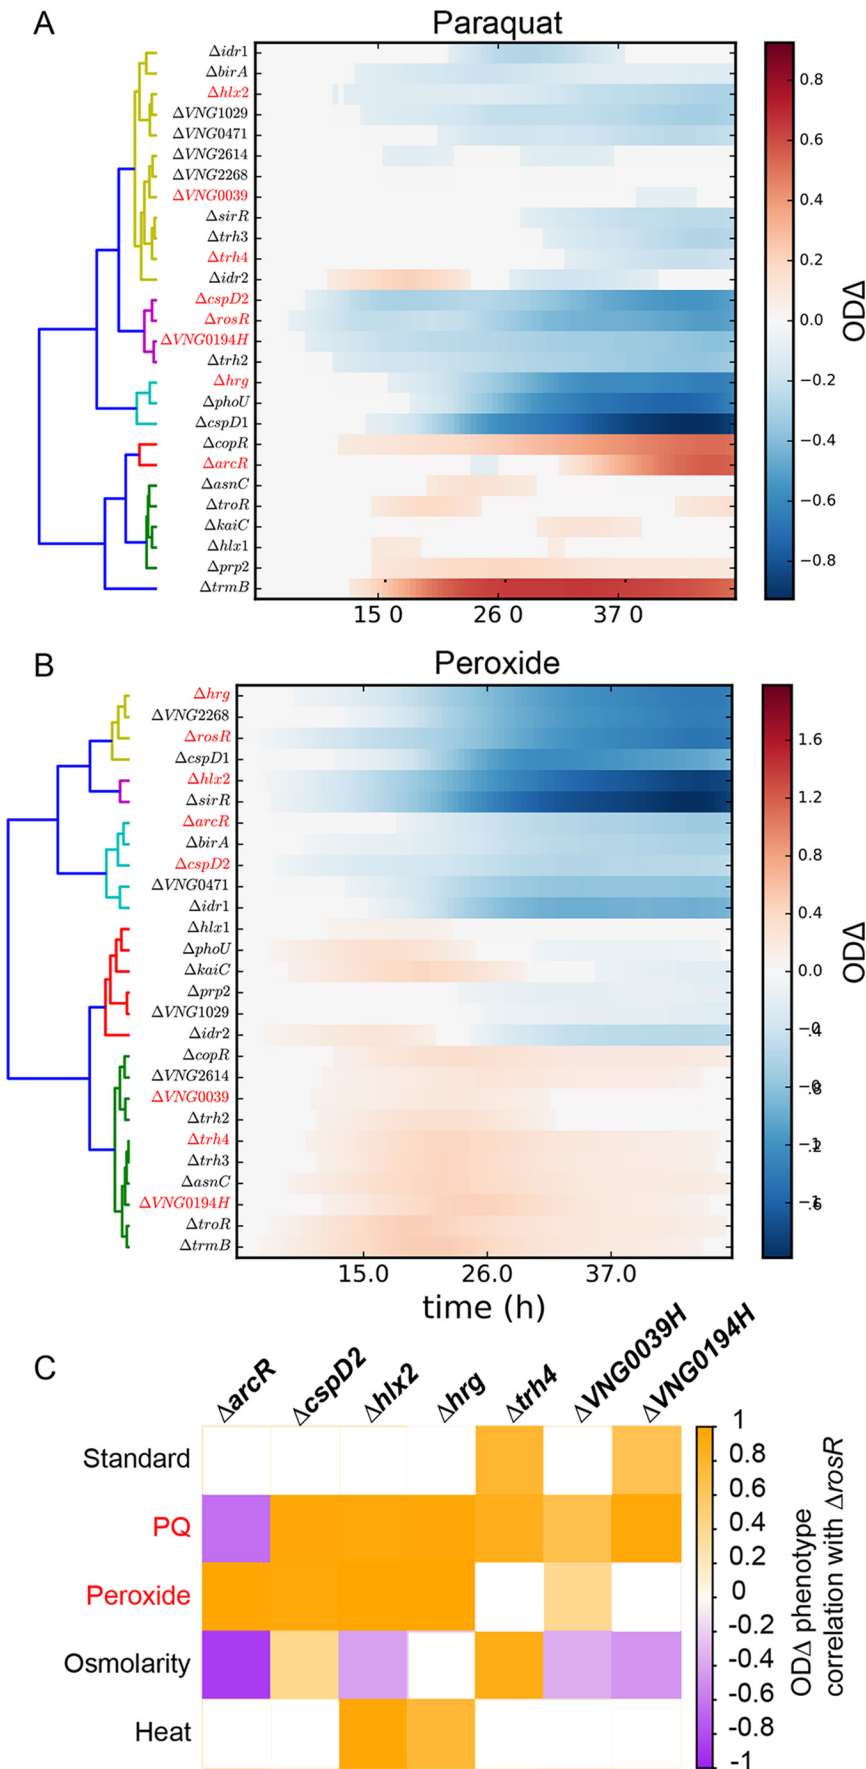 A
Paraquat
Δidr1
ΔbirA
Δhlx2
ΔVNG1029
ΔVNG0471
ΔVNG2614
ΔVNG2268
ΔVNG0039
ΔsirR
Δtrh3
Δtrh4
Δidr2
ΔcspD2
ΔrosR
ΔVNG0194H
Δtrh2
Δhrg
ΔphoU
ΔcspD1
ΔcopR
ΔarcR
ΔasnC
ΔtroR
ΔkaiC
Δhlx1
Δprp2
ΔtrmB
15 0 26 0 37 0
0.8
0.6
0.4
0.2
0.0
−0.2
−0.4
−0.6
−0.8
ODΔ
B
Peroxide
Δhrg
ΔVNG2268
ΔrosR
ΔcspD1
Δhlx2
ΔsirR
ΔarcR
ΔbirA
ΔcspD2
ΔVNG0471
Δidr1
Δhlx1
ΔphoU
ΔkaiC
Δprp2
ΔVNG1029
Δidr2
ΔcopR
ΔVNG2614
ΔVNG0039
Δtrh2
Δtrh4
Δtrh3
ΔasnC
ΔVNG0194H
ΔtroR
ΔtrmB
15.0 26.0 37.0
time (h)
1.6
1.2
0.8
0.4
0.0
ODΔ
C
ΔarcR ΔcspD2 Δhlx2 Δhrg Δtrh4 ΔVNG0039H ΔVNG0194H
Standard
PQ
Peroxide
Osmolarity
Heat
1
0.8
0.6
0.4
0.2
0
-0.2
-0.4
-0.6
-0.8
-1
ODΔ phenotype
correlation with ΔrosR